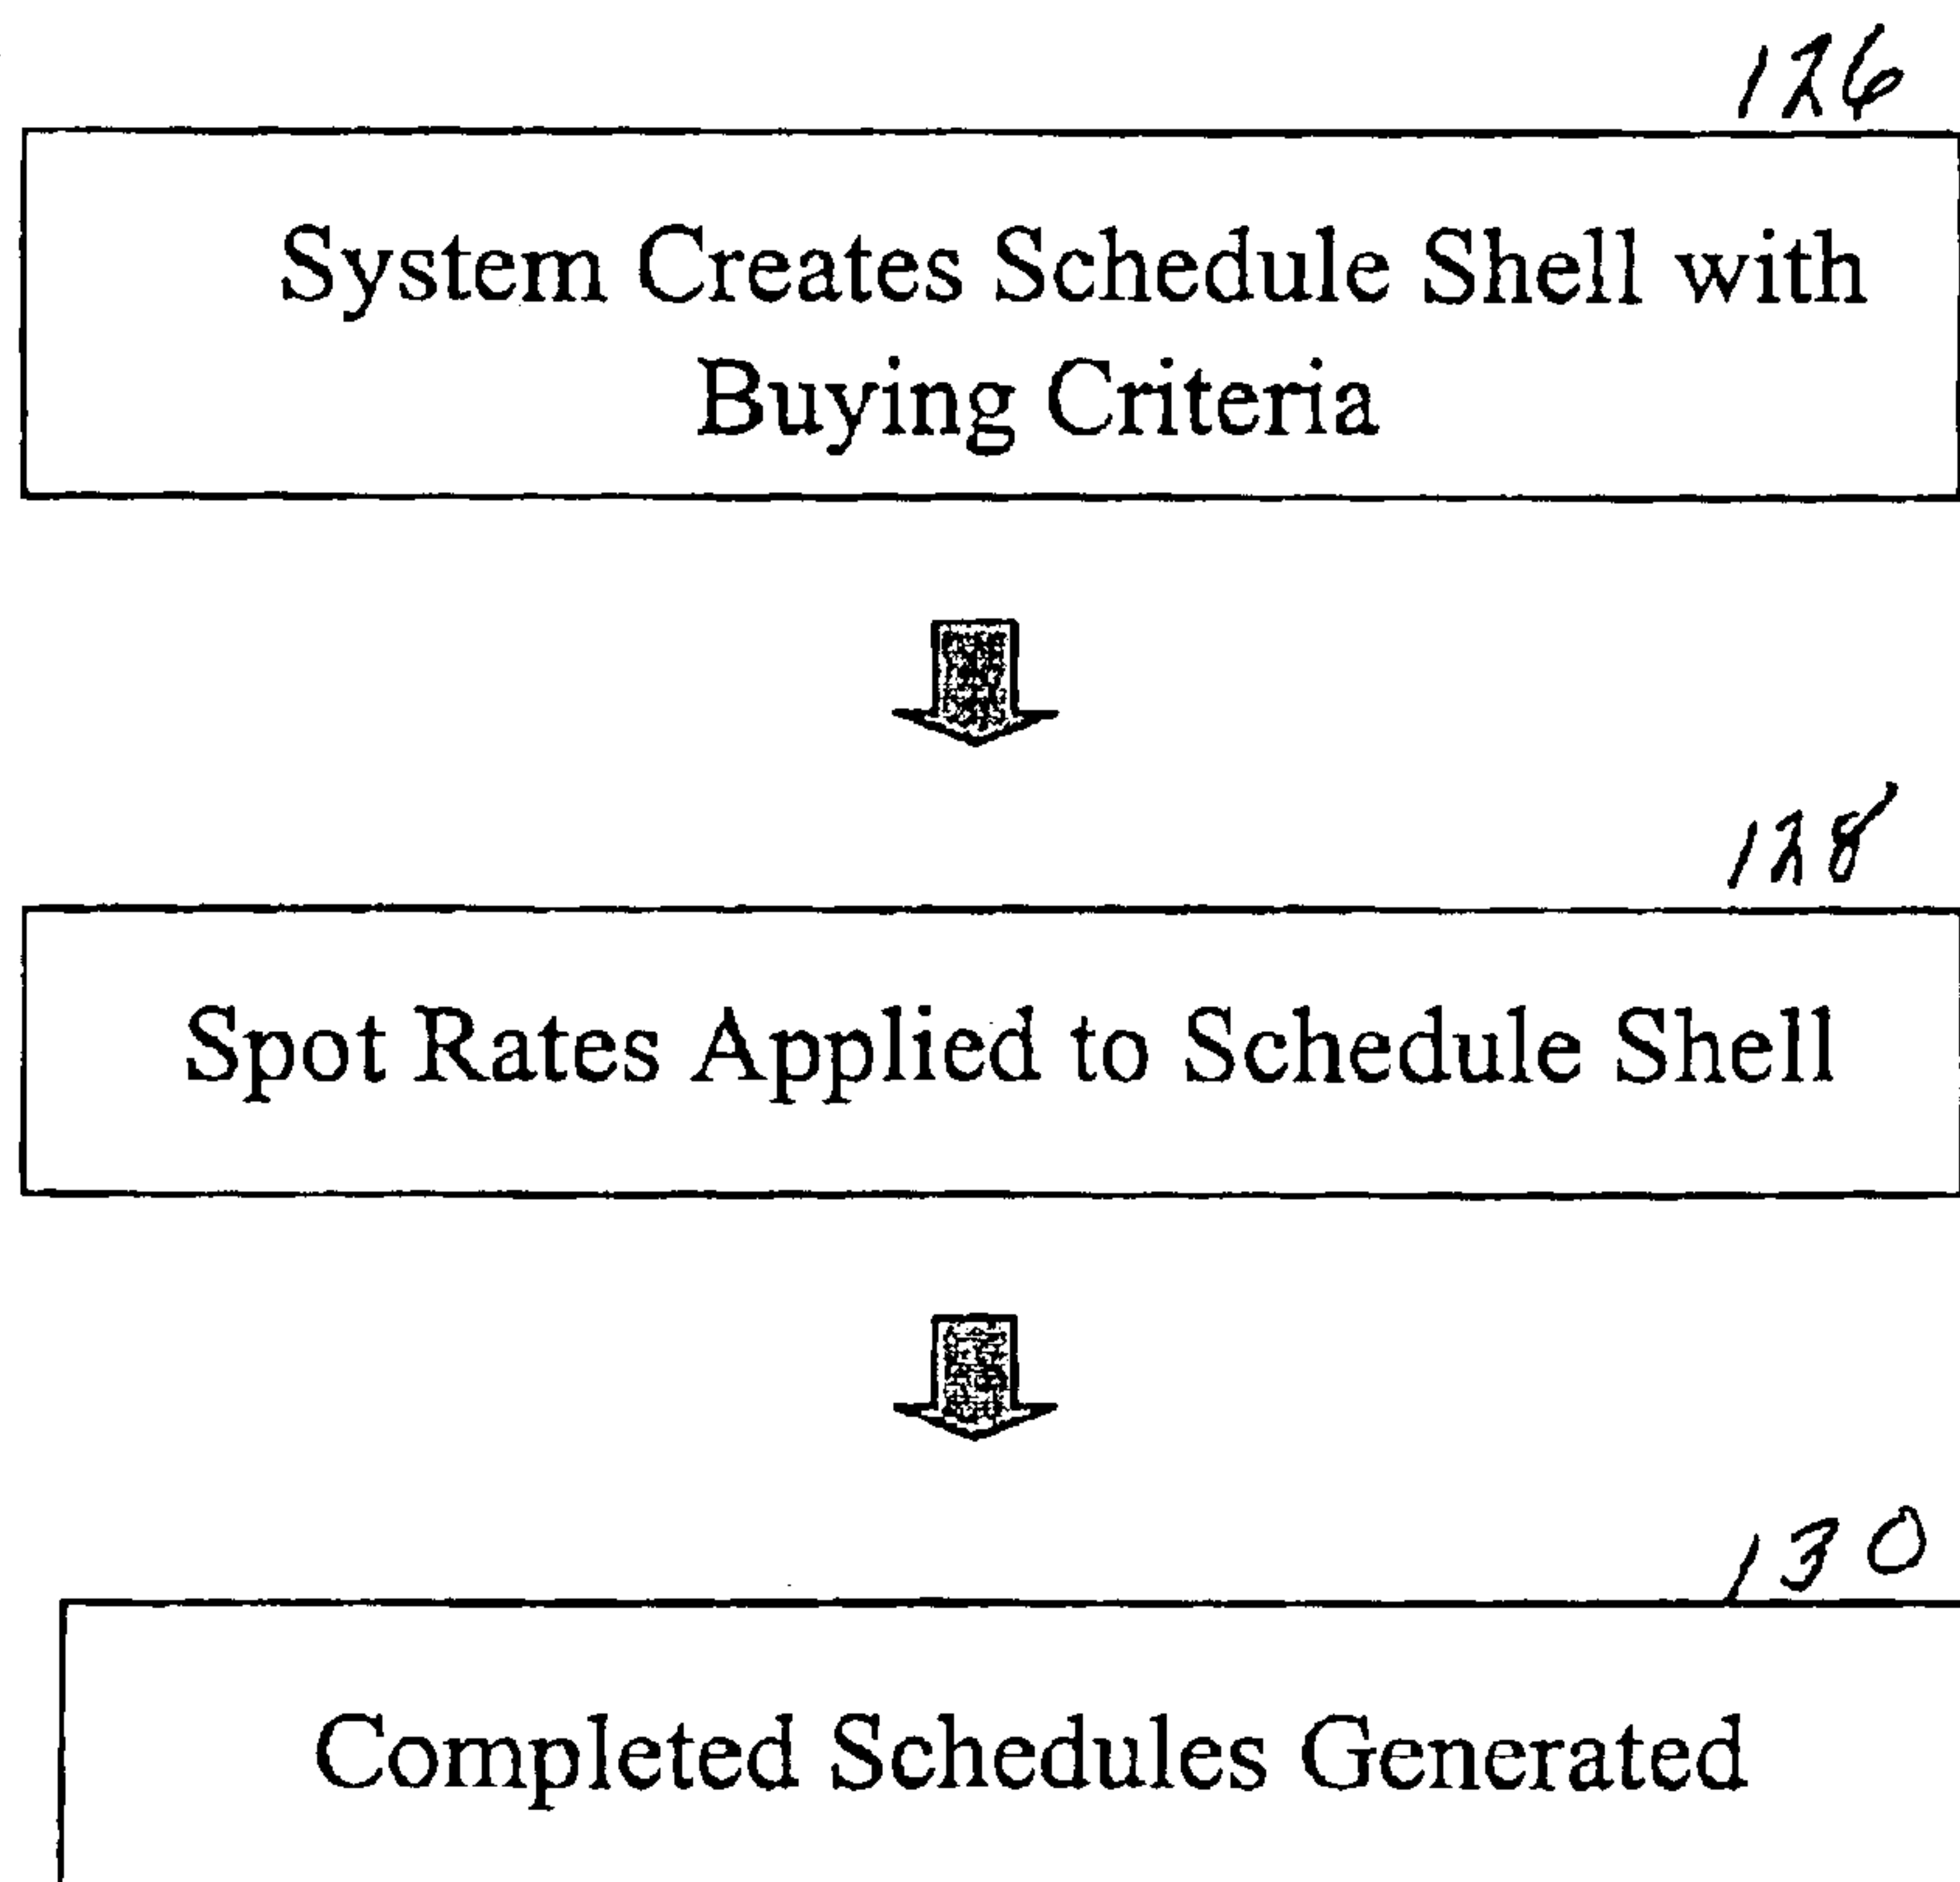 126
System Creates Schedule Shell with
Buying Criteria
128
Spot Rates Applied to Schedule Shell
130
Completed Schedules Generated